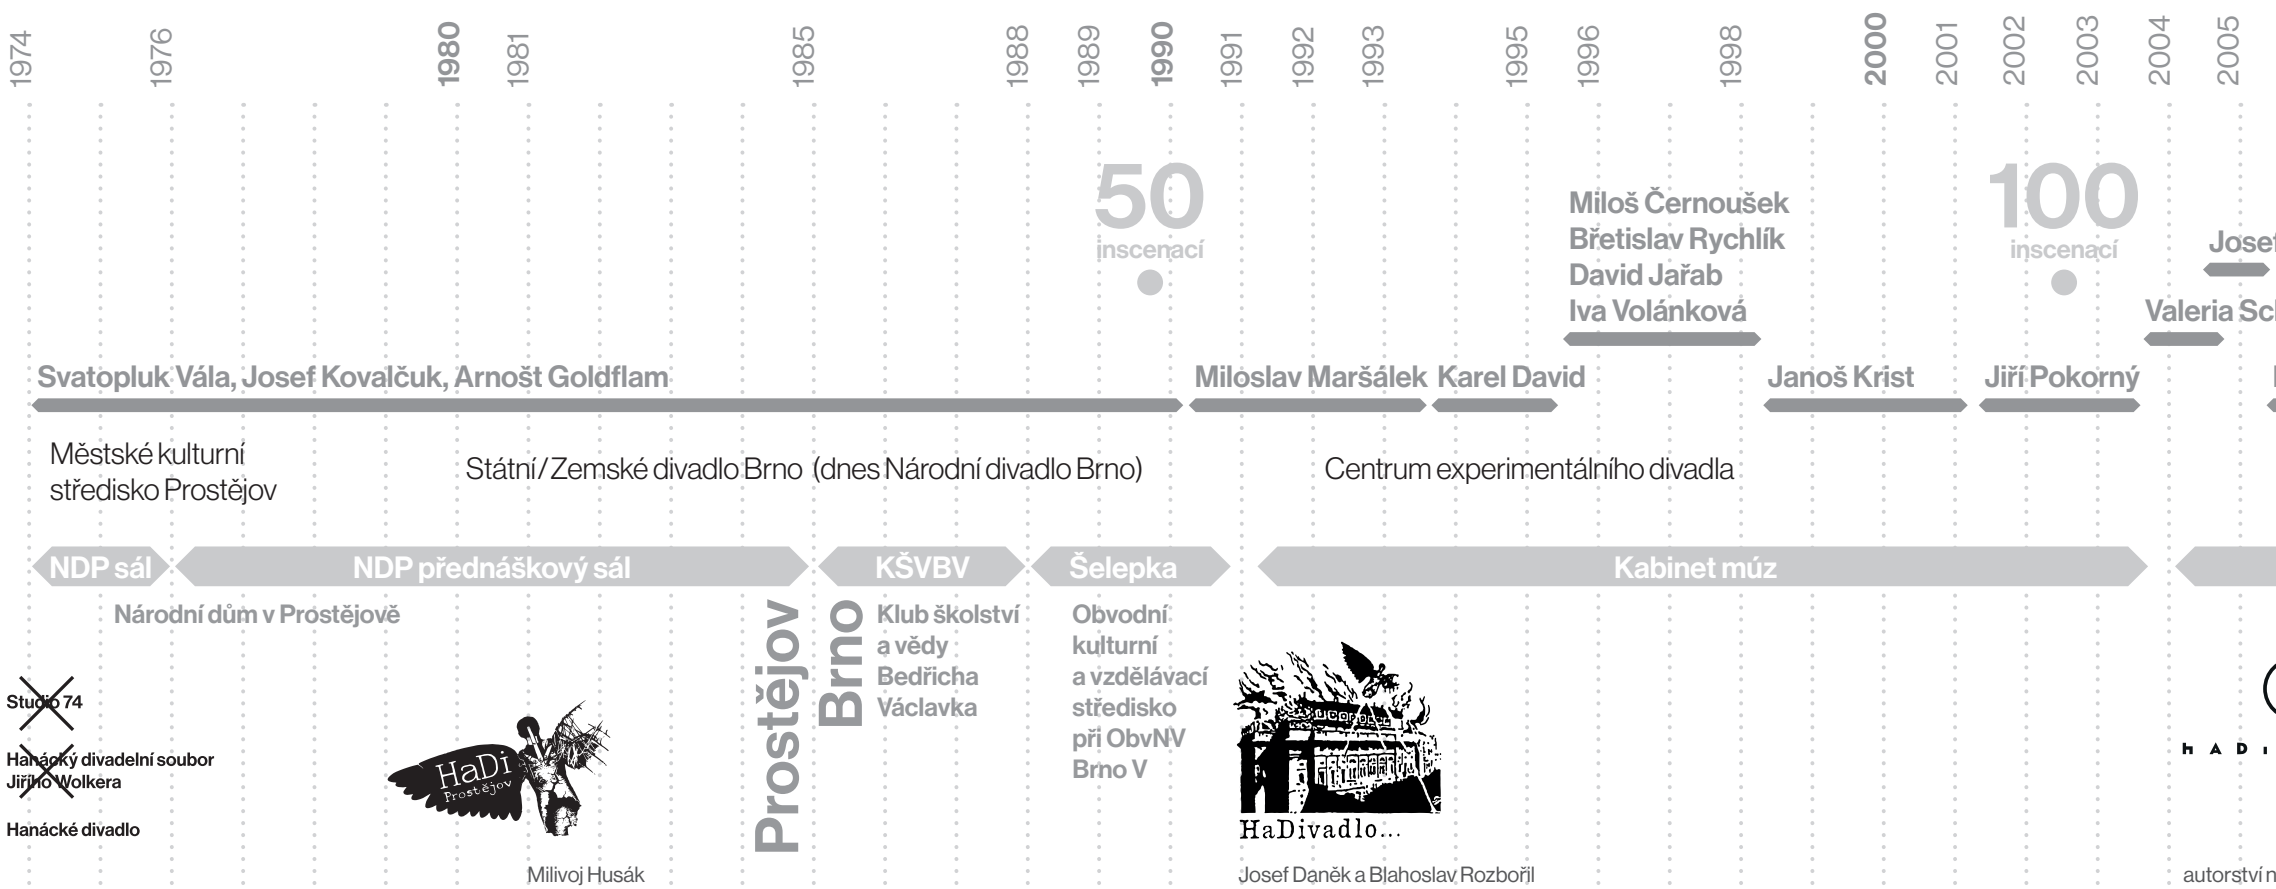 1974
1976
1980
1981
1985
1988
1989
1990
1991
1992
1993
1995
1996
1998
2000
2001
2002
2003
2004
2005
50
inscenací
100
inscenací
Miloš Černoušek
Břetislav Rychlík
David Jařab
Iva Volánková
Josef
Valeria Scl
Svatopluk Vála, Josef Kovalčuk, Arnošt Goldflam
Miloslav Maršálek
Karel David
Janoš Krist
Jiří Pokorný
Městské kulturní
středisko Prostějov
Státní/Zemské divadlo Brno (dnes Národní divadlo Brno)
Centrum experimentálního divadla
NDP sál
NDP přednáškový sál
KŠVBV
Šelepka
Kabinet múz
Národní dům v Prostějově
Prostějov
Brno
Klub školství
a vědy
Bedřicha
Václavka
Obvodní
kulturní
a vzdělávací
středisko
při ObvNV
Brno V
Studio 74
Hanácký divadelní soubor
Jiřího Wolkera
Hanácké divadlo
HaDi
Prostějov
Milivoj Husák
HaDivadlo...
Josef Daněk a Blahoslav Rozbořil
hADi
autorství n